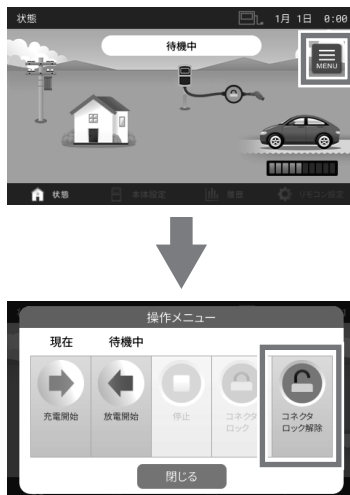 状態
1月 1日 0:00
待機中
MENU
状態
本体設定
履歴
リモコン設定
操作メニュー
現在 待機中
充電開始
放電開始
停止
コネクタ
ロック
コネクタ
ロック解除
閉じる